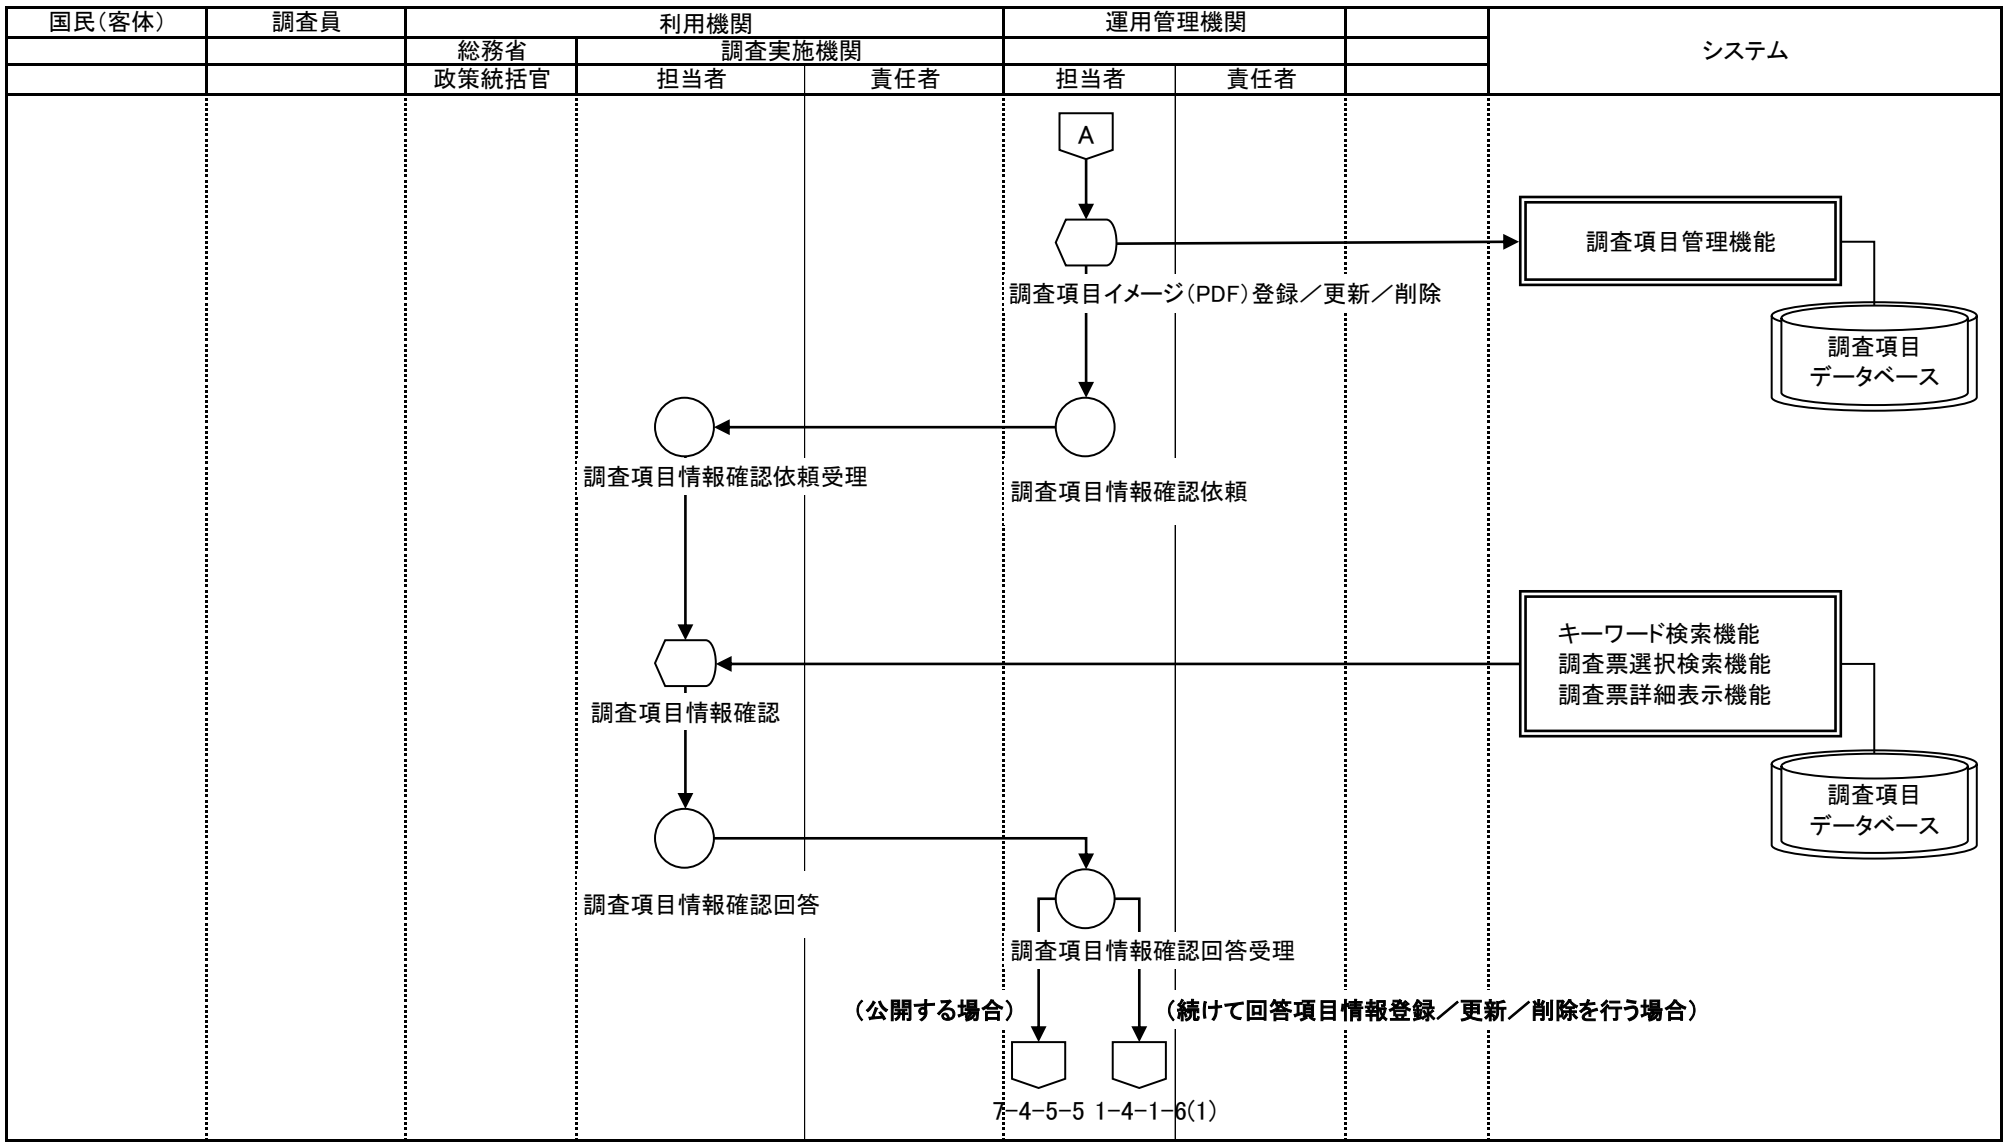 国民（客体）
調査員
利用機関
運用管理機関
システム
総務省
調査実施機関
政策統括官
担当者
責任者
担当者
責任者
A
調査項目管理機能
調査項目イメージ（PDF）登録／更新／削除
調査項目
データベース
調査項目情報確認依頼受理
調査項目情報確認依頼
キーワード検索機能
調査票選択検索機能
調査票詳細表示機能
調査項目情報確認
調査項目
データベース
調査項目情報確認回答
調査項目情報確認回答受理
（公開する場合）
（続けて回答項目情報登録／更新／削除を行う場合）
7-4-5-5
1-4-1-6(1)